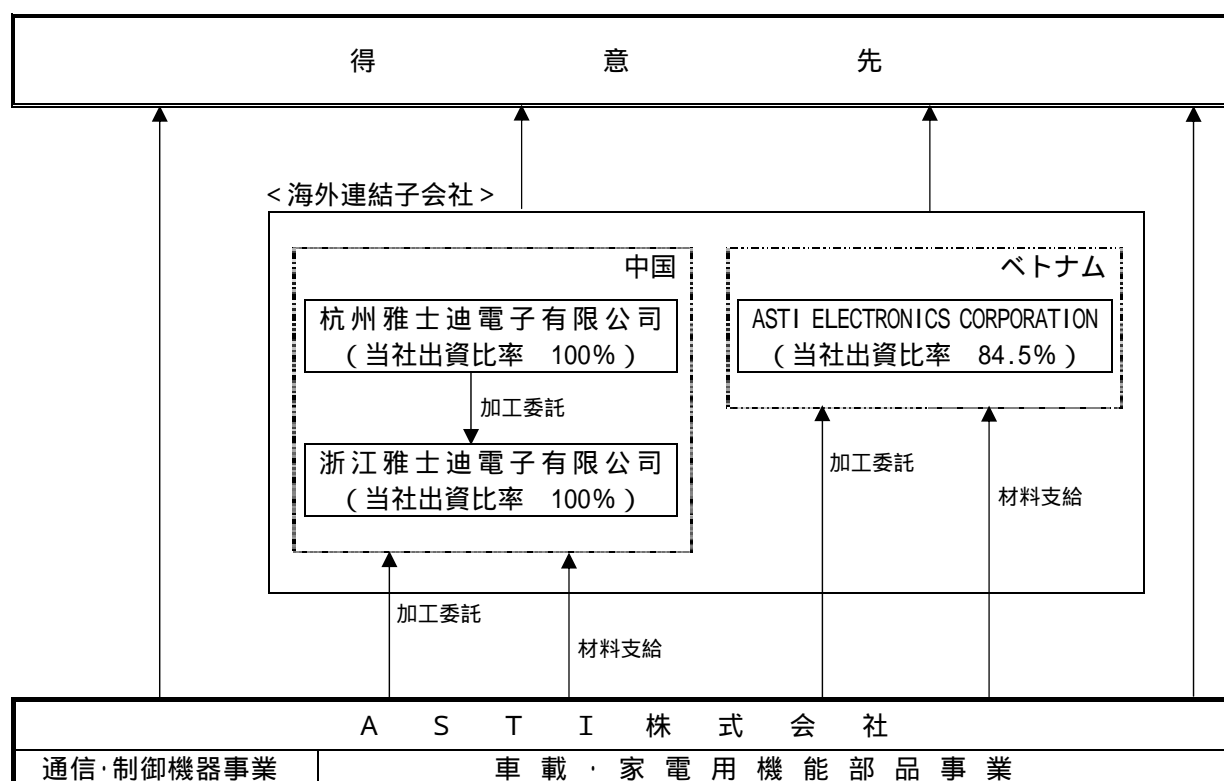 得意先
<海外連結子会社>
中国
杭州雅士迪電子有限公司
(当社出資比率 100%)
加工委託
浙江雅士迪電子有限公司
(当社出資比率 100%)
ベトナム
ASTI ELECTRONICS CORPORATION
(当社出資比率 84.5%)
加工委託
材料支給
加工委託
材料支給
ASTI株式会社
通信・制御機器事業
車載・家電用機能部品事業